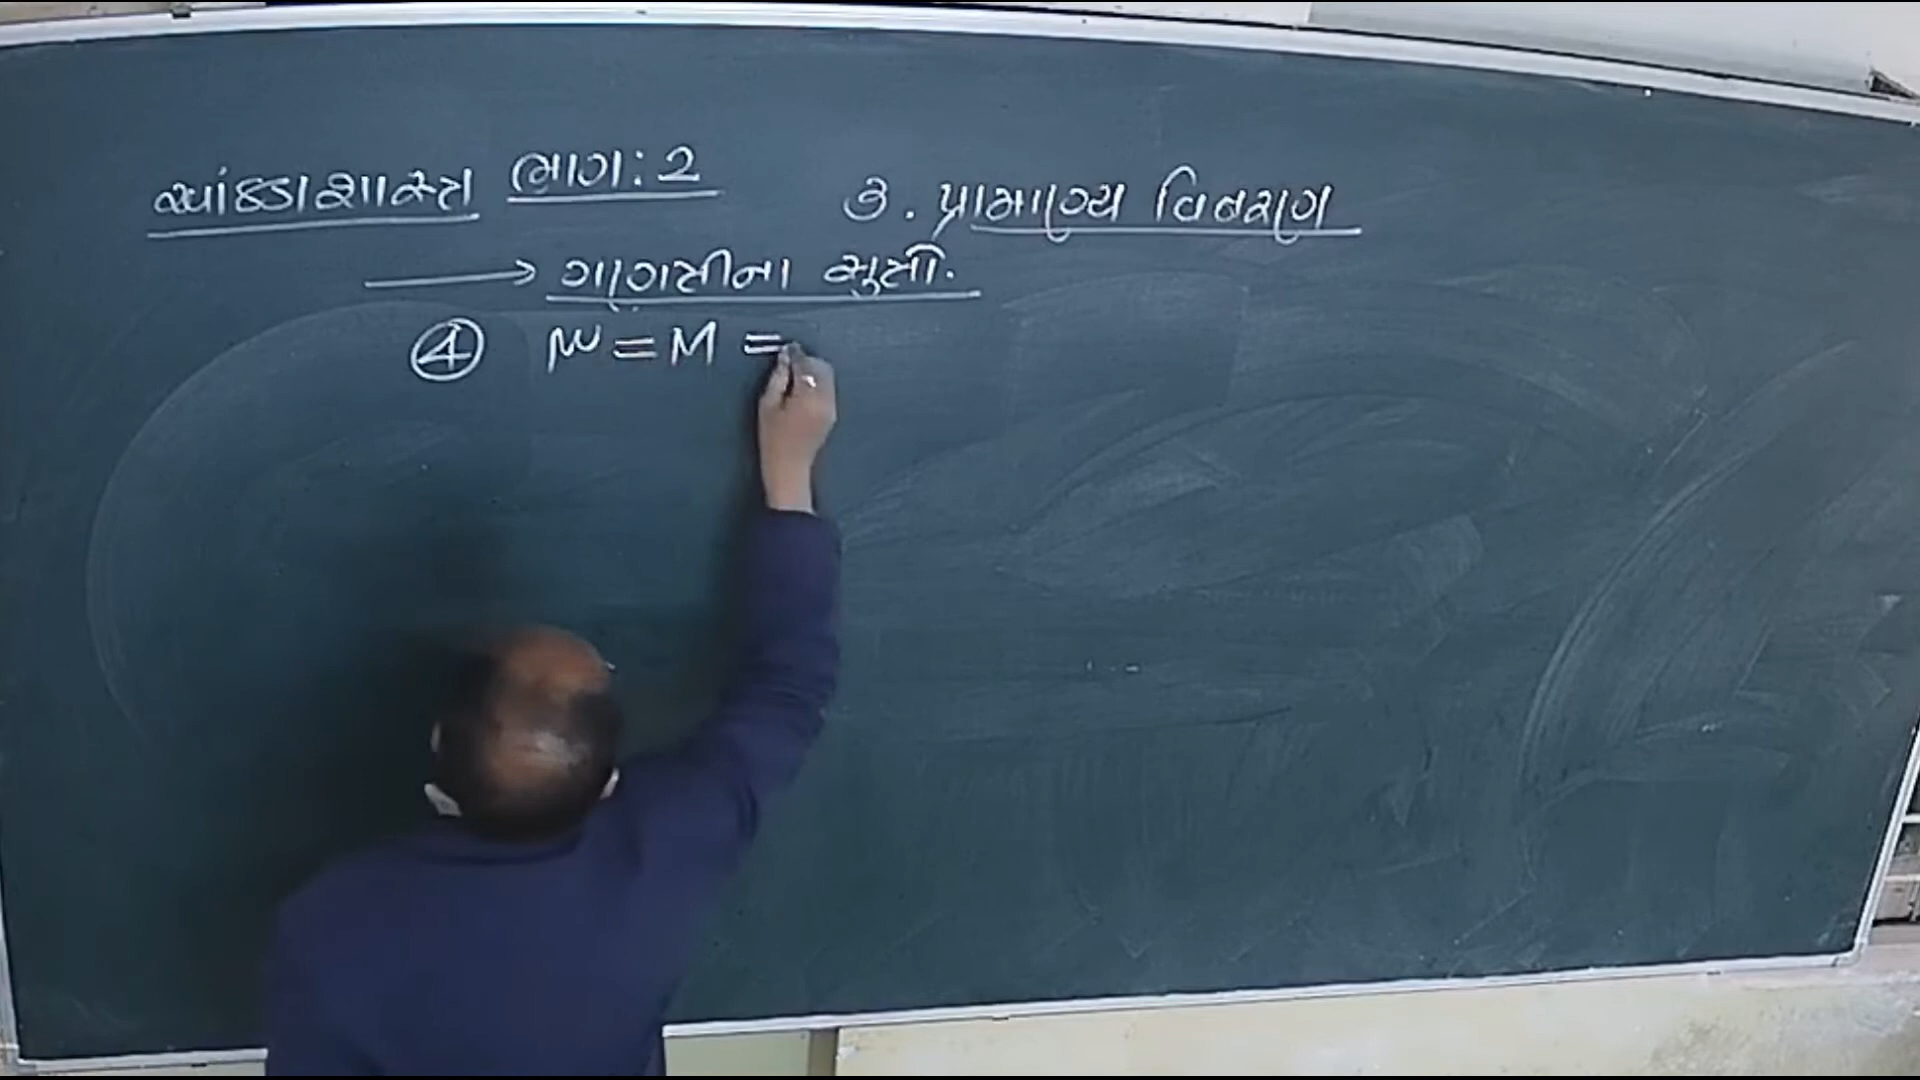 આંકડાશાસ્ત્ર ભાગ: 2
૩. પ્રામાણ્ય વિતરણ
→ ગણતરીના સૂત્રો.
④ μ = M =